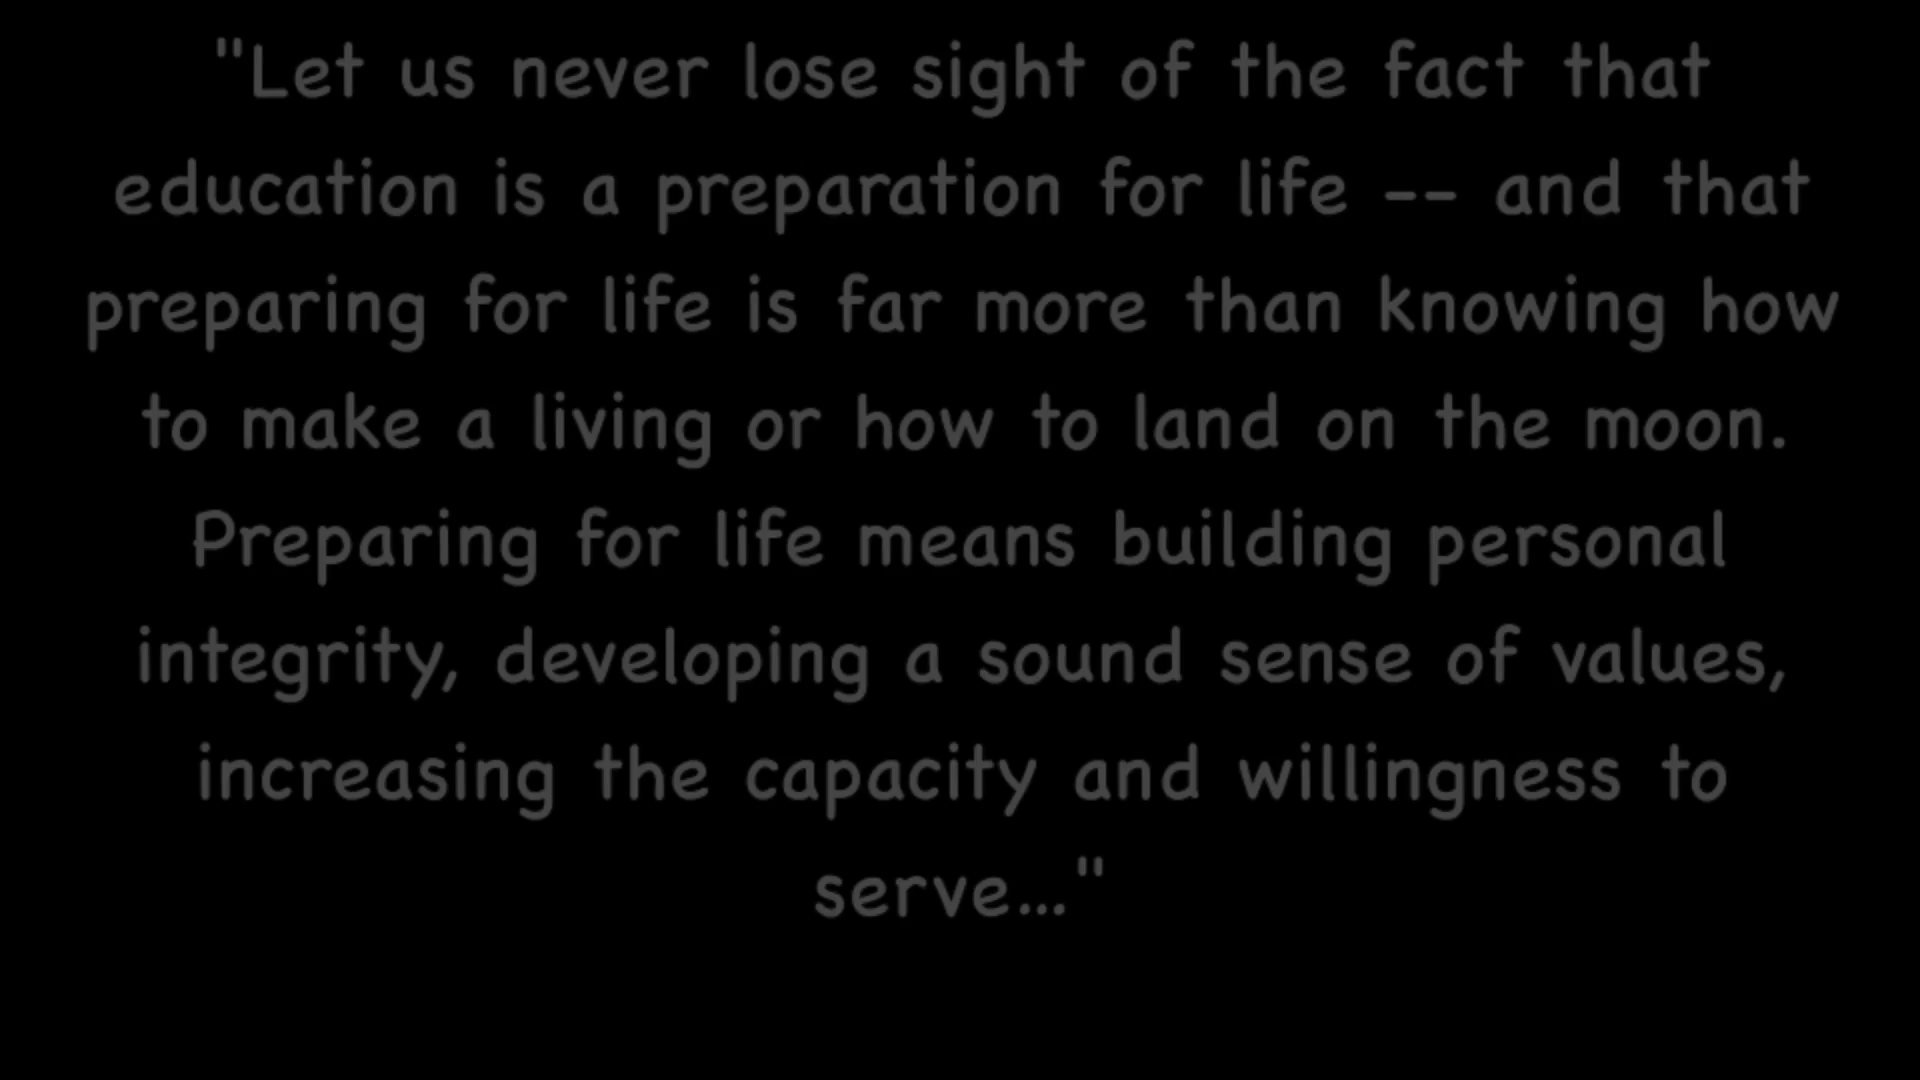 "Let us never lose sight of the fact that
education is a preparation for life -- and that
preparing for life is far more than knowing how
to make a living or how to land on the moon.
Preparing for life means building personal
integrity, developing a sound sense of values,
increasing the capacity and willingness to
serve..."